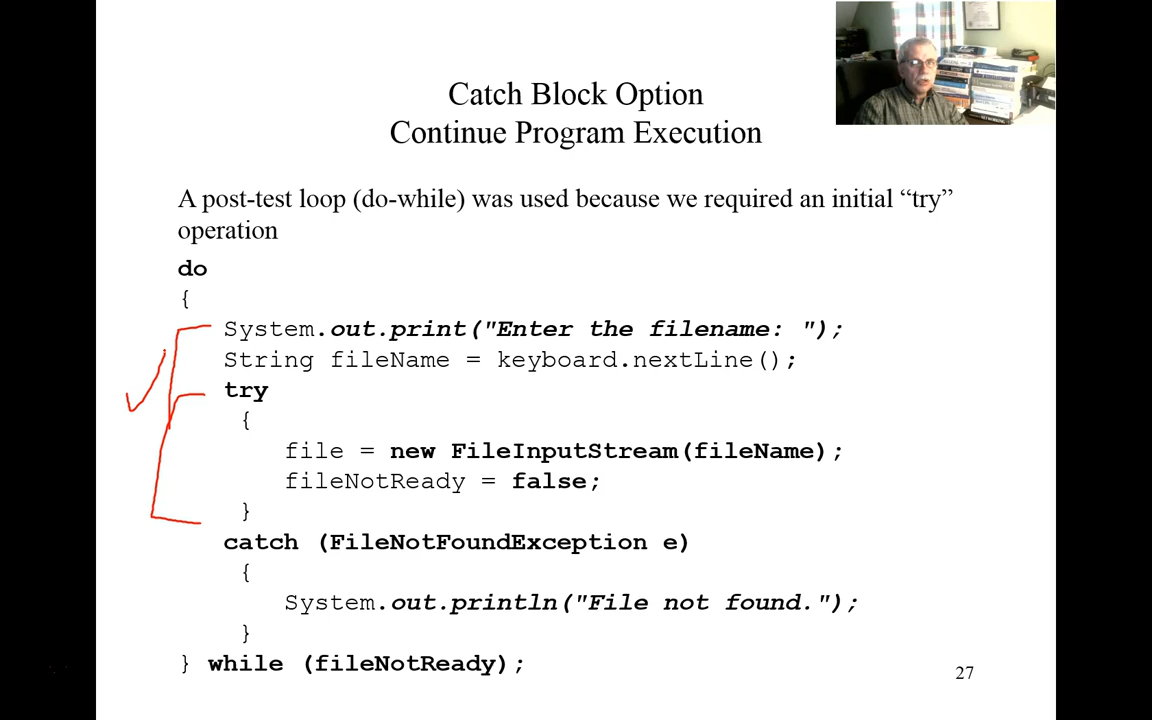 Catch Block Option
Continue Program Execution
A post-test loop (do-while) was used because we required an initial “try”
operation
do
{
System.out.print("Enter the filename: ");
String fileName = keyboard.nextLine();
try
{
file = new FileInputStream(fileName);
fileNotReady = false;
}
catch (FileNotFoundException e)
{
System.out.println("File not found.");
}
} while (fileNotReady);
27